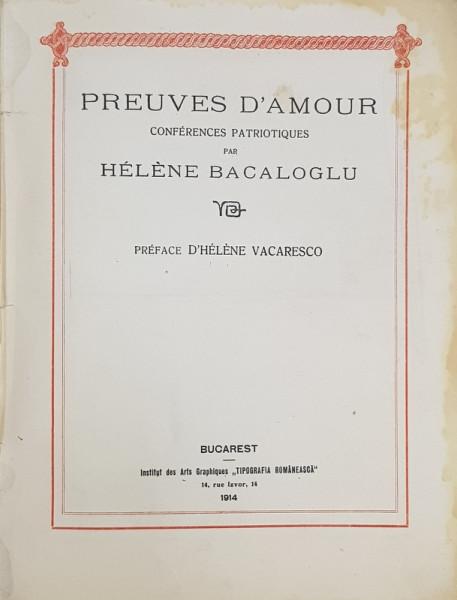 PREUVES D'AMOUR
CONFÉRENCES PATRIOTIQUES
PAR
HÉLÈNE BACALOGLU
PRÉFACE D'HÉLÈNE VACARESCO
BUCAREST
Institut des Arts Graphiques „TIPOGRAFIA ROMÂNEASCĂ"
14, rue Izvor, 14
1914